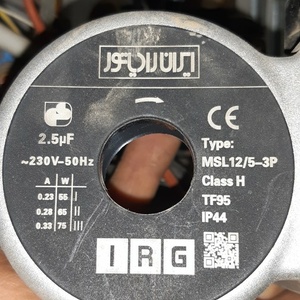 ایران رادیاتور
2.5µF
~230V-50Hz
A W
0.23 55 I
0.28 65 II
0.33 75 III
CE
Type:
MSL12/5-3P
Class H
TF95
IP44
IRG